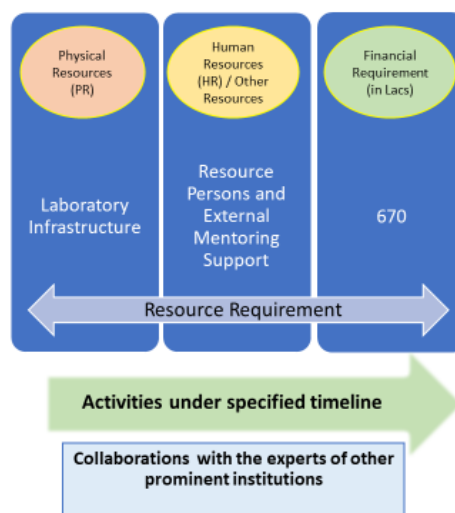 Physical
Resources
(PR)
Human
Resources
(HR) / Other
Resources
Financial
Requirement
(in Lacs)
Laboratory
Infrastructure
Resource
Persons and
External
Mentoring
Support
670
Resource Requirement
Activities under specified timeline
Collaborations with the experts of other
prominent institutions